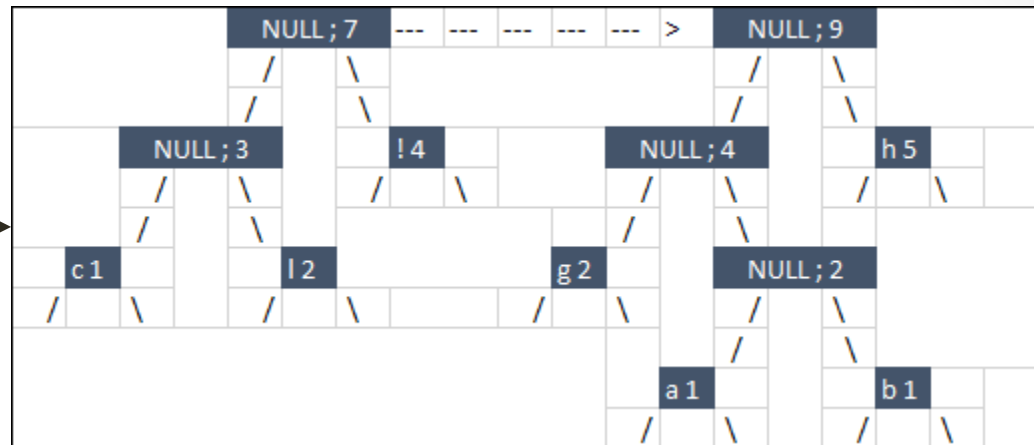 NULL ; 7 --- --- --- --- --- > NULL ; 9
/ \ / \
/ \ / \
NULL ; 3 ! 4 NULL ; 4 h 5
/ \ / \ / \ / \
/ \ / \
c 1 l 2 g 2 NULL ; 2
/ \ / \ / \ / \
/ \
a 1 b 1
/ \ / \